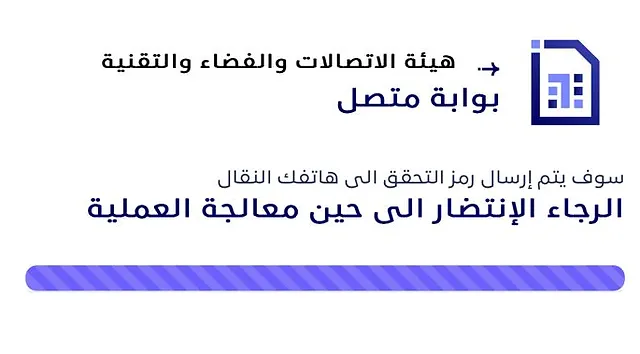 هيئة الاتصالات والفضاء والتقنية
بوابة متصل
سوف يتم إرسال رمز التحقق الى هاتفك النقال
الرجاء الإنتضار الى حين معالجة العملية